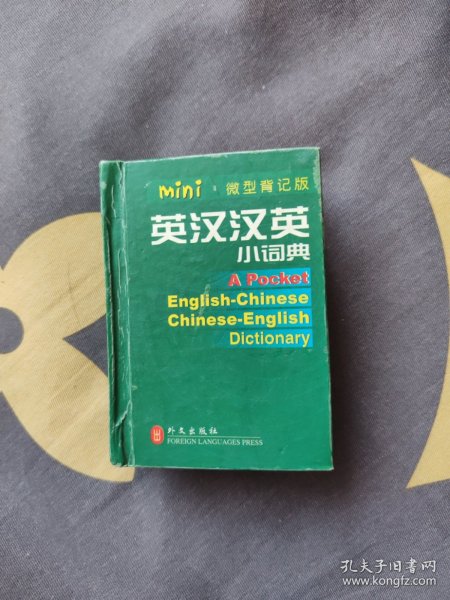 mini 微型背记版
英汉汉英
小词典
A Pocket
English-Chinese
Chinese-English
Dictionary
外文出版社
FOREIGN LANGUAGES PRESS
孔夫子旧书网
www.kongfz.com